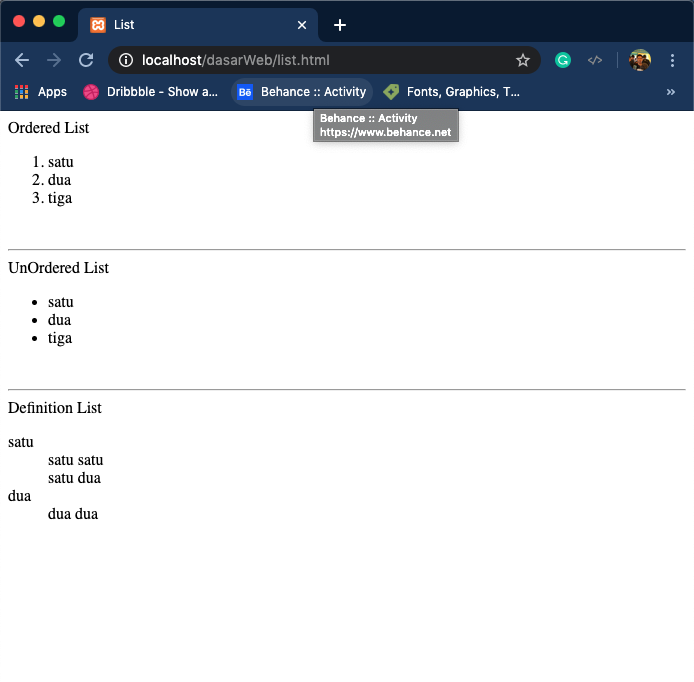 List
localhost/dasarWeb/list.html
Apps
Dribbble - Show a...
Bē
Behance :: Activity
Fonts, Graphics, T...
Behance :: Activity
https://www.behance.net
Ordered List
1. satu
2. dua
3. tiga
UnOrdered List
• satu
• dua
• tiga
Definition List
satu
satu satu
satu dua
dua
dua dua